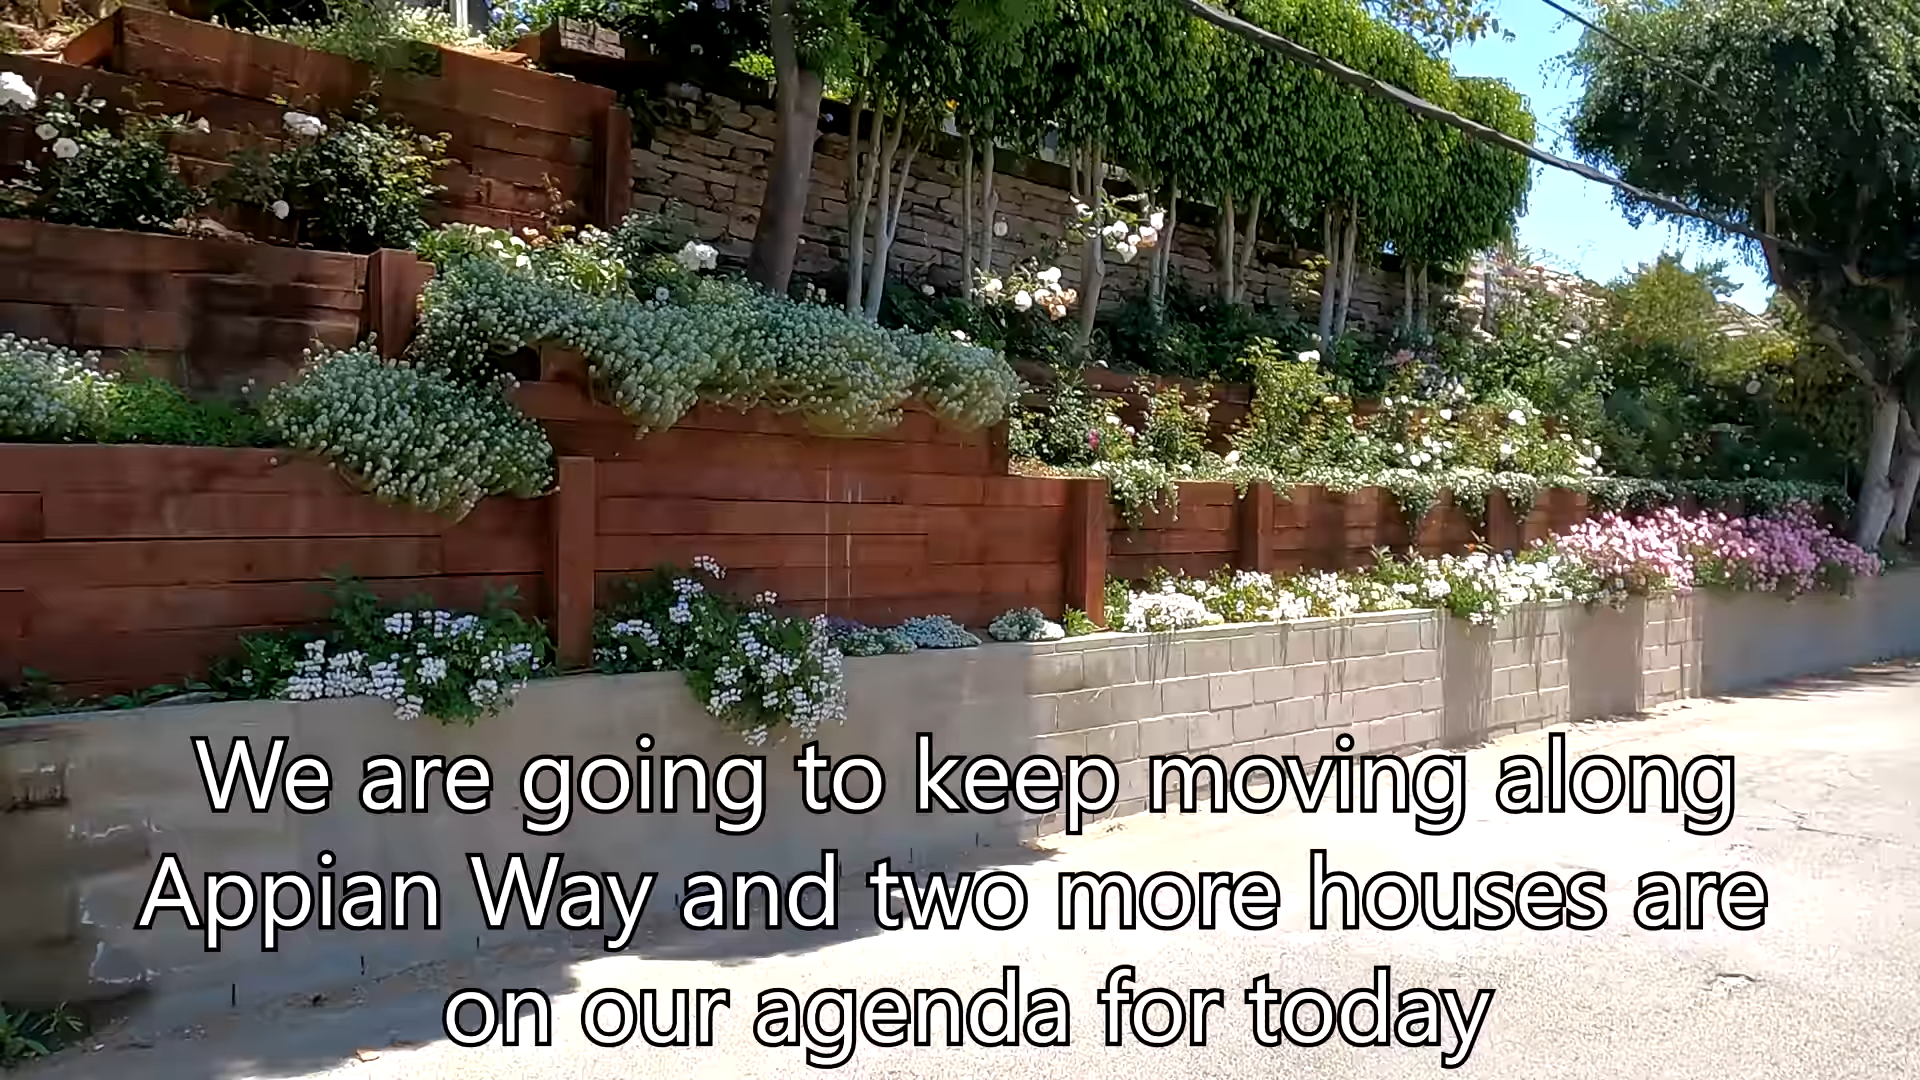 We are going to keep moving along
Appian Way and two more houses are
on our agenda for today